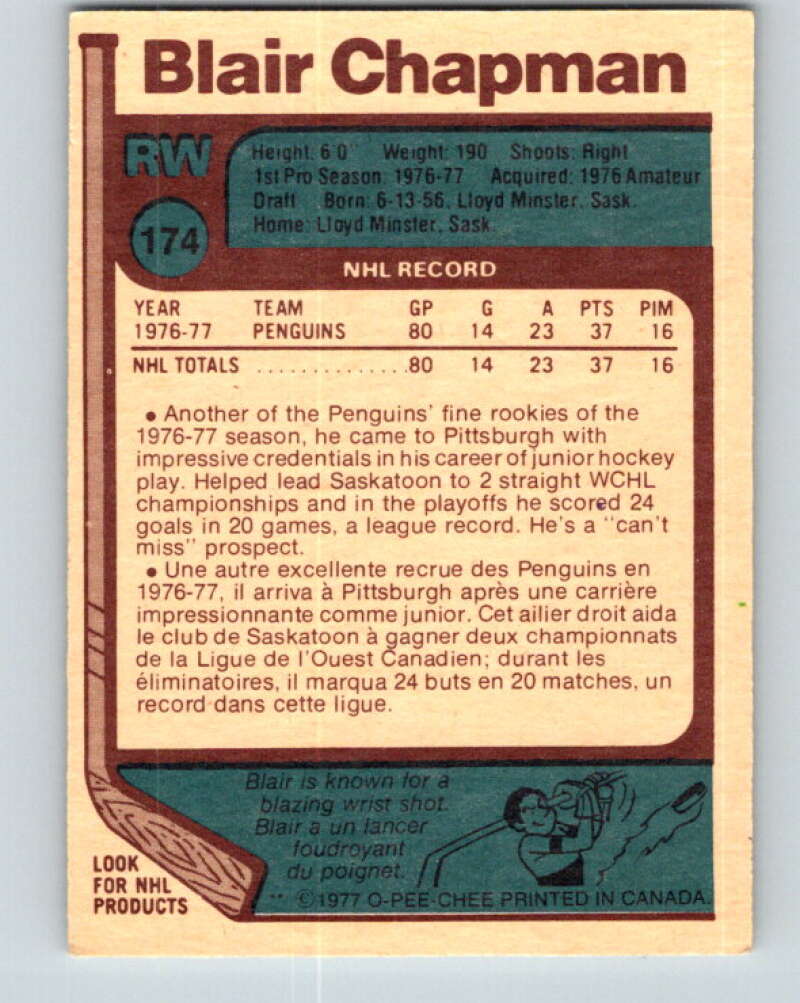 Blair Chapman
RW
Height: 6'0" Weight: 190 Shoots: Right
1st Pro Season: 1976-77 Acquired: 1976 Amateur
Draft Born: 6-13-56, Lloyd Minster, Sask.
Home: Lloyd Minster, Sask.
174
NHL RECORD
YEAR TEAM GP G A PTS PIM
1976-77 PENGUINS 80 14 23 37 16
NHL TOTALS ..............80 14 23 37 16
• Another of the Penguins' fine rookies of the
1976-77 season, he came to Pittsburgh with
impressive credentials in his career of junior hockey
play. Helped lead Saskatoon to 2 straight WCHL
championships and in the playoffs he scored 24
goals in 20 games, a league record. He's a "can't
miss" prospect.
• Une autre excellente recrue des Penguins en
1976-77, il arriva à Pittsburgh après une carrière
impressionnante comme junior. Cet ailier droit aida
le club de Saskatoon à gagner deux championnats
de la Ligue de l'Ouest Canadien; durant les
éliminatoires, il marqua 24 buts en 20 matches, un
record dans cette ligue.
Blair is known for a
blazing wrist shot.
Blair a un lancer
foudroyant
du poignet.
LOOK
FOR NHL
PRODUCTS
** ©1977 O-PEE-CHEE PRINTED IN CANADA.